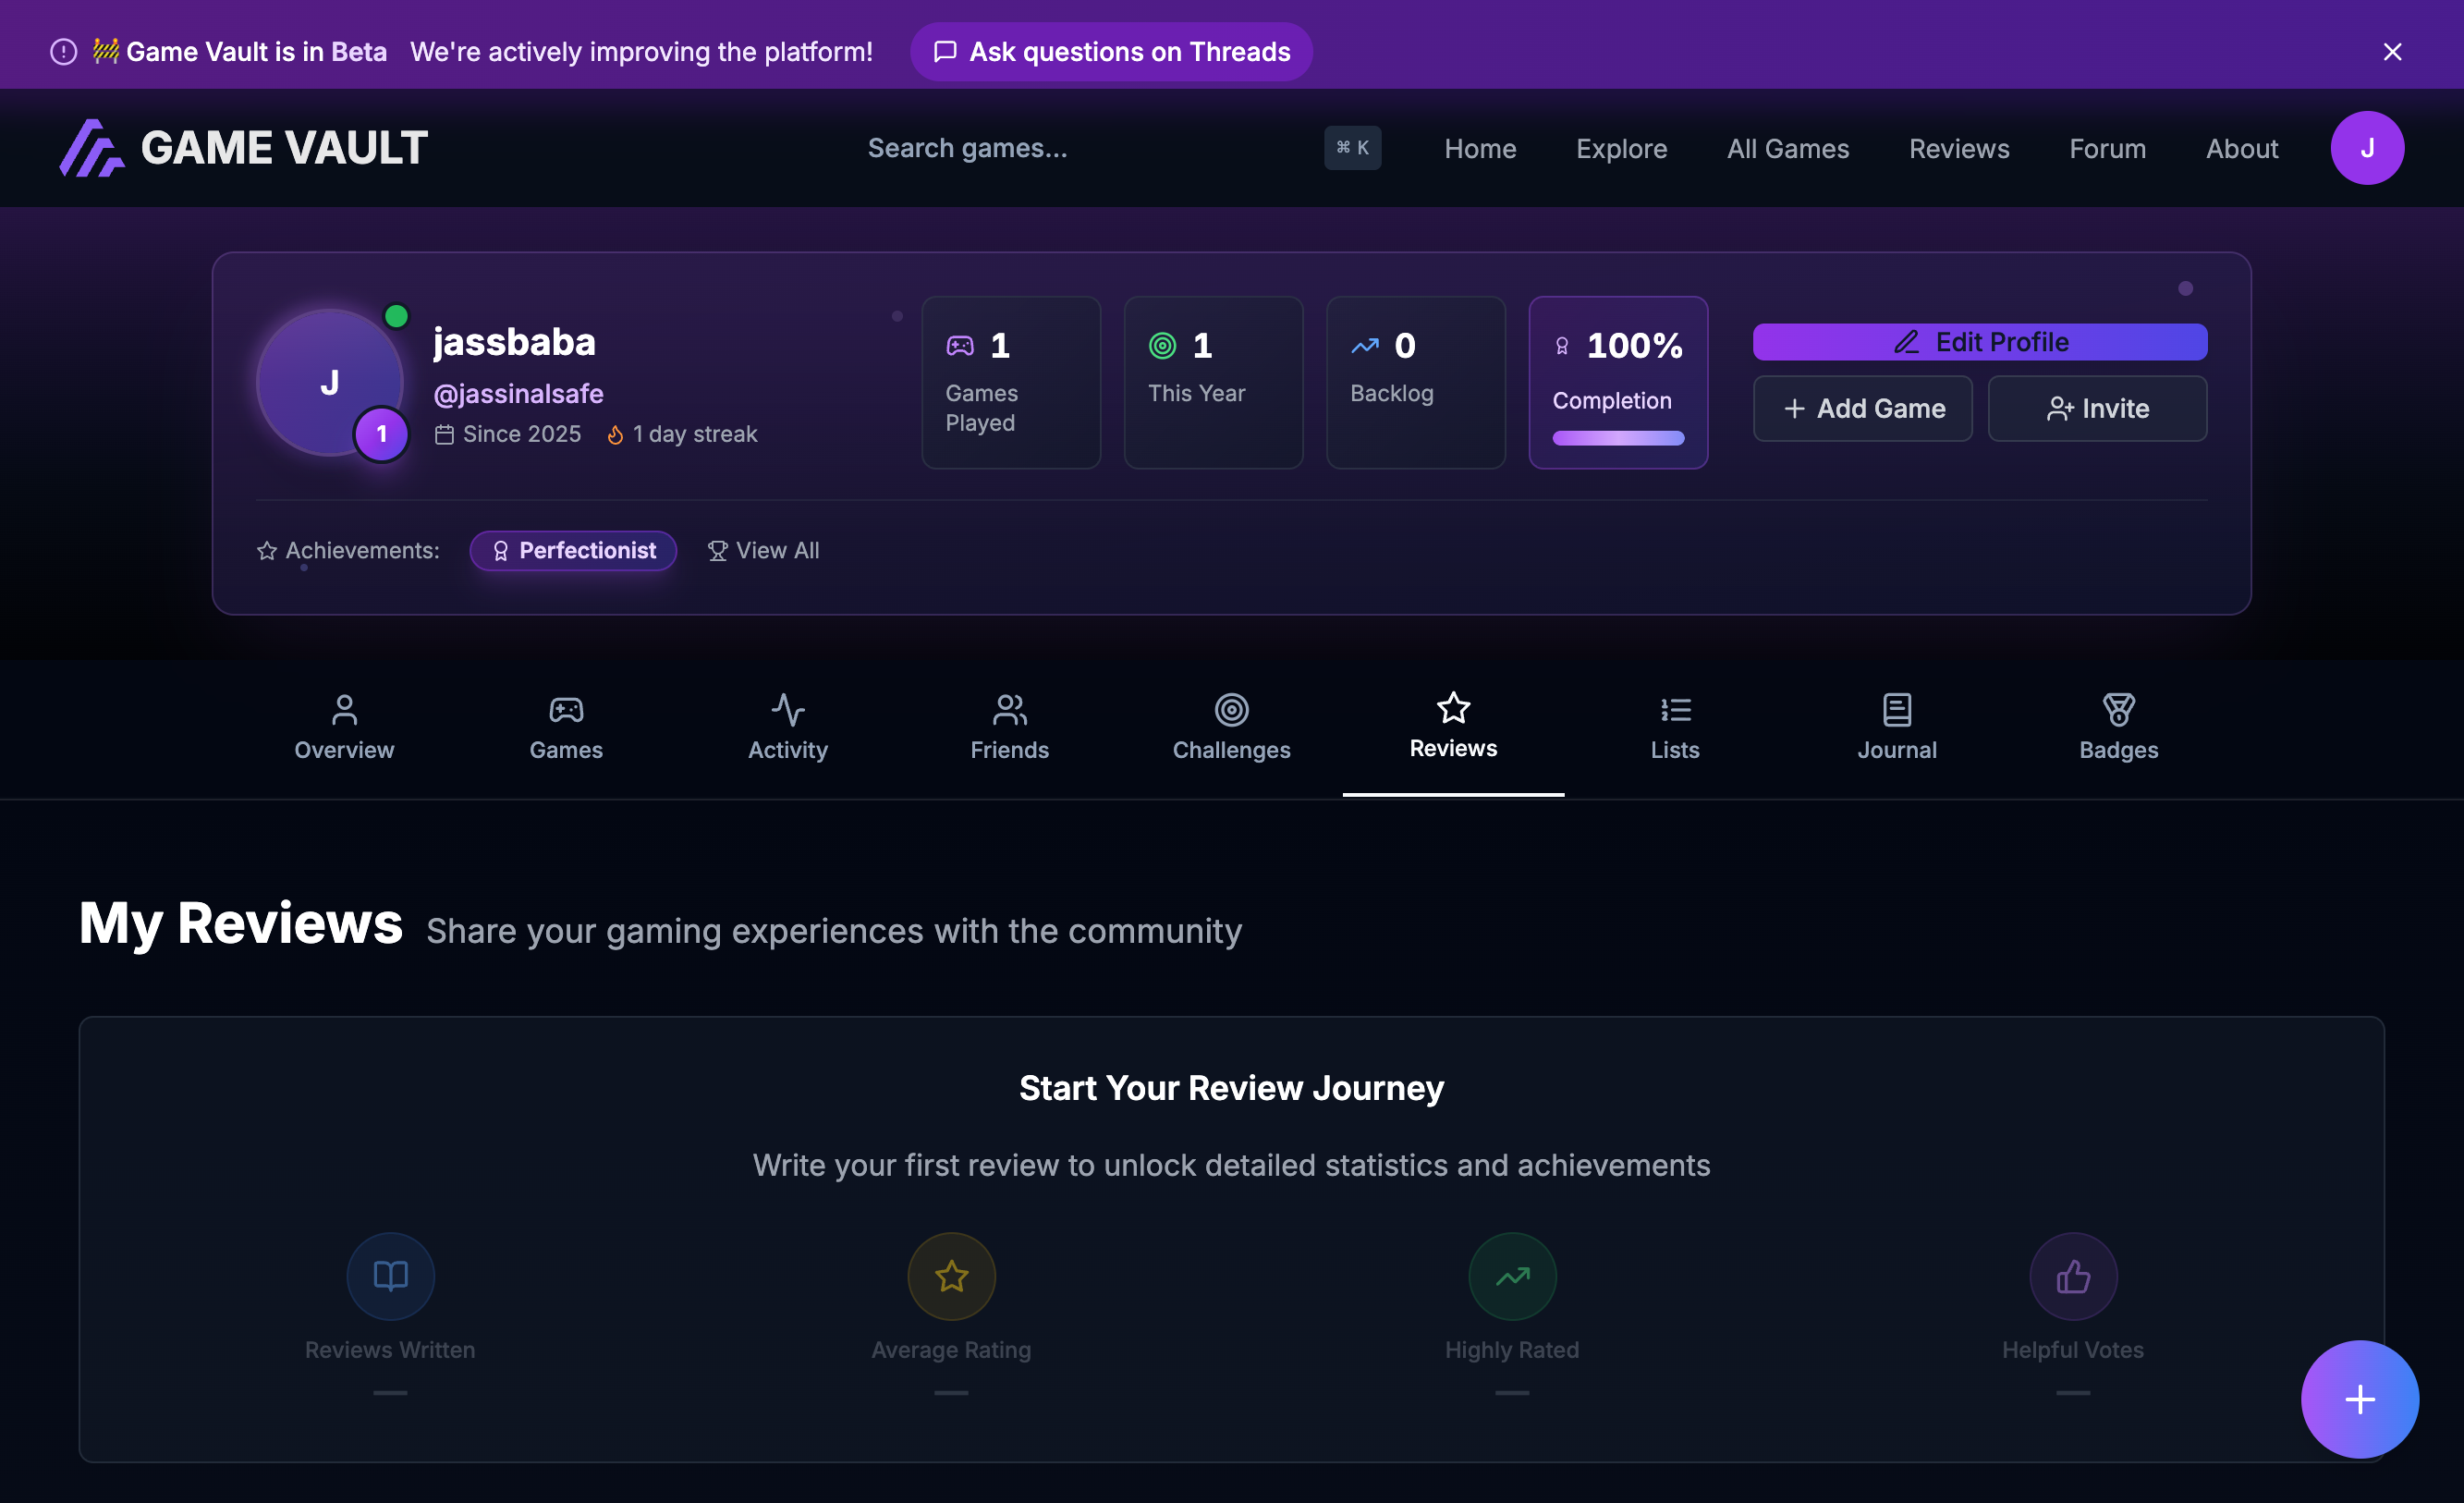 🚧 Game Vault is in Beta We're actively improving the platform! Ask questions on Threads
GAME VAULT Search games... ⌘ K Home Explore All Games Reviews Forum About J
J
1
jassbaba
@jassinalsafe
Since 2025 1 day streak
1
Games
Played
1
This Year
0
Backlog
100%
Completion
Edit Profile
+ Add Game
Invite
Achievements: Perfectionist View All
Overview Games Activity Friends Challenges Reviews Lists Journal Badges
My Reviews Share your gaming experiences with the community
Start Your Review Journey
Write your first review to unlock detailed statistics and achievements
Reviews Written Average Rating Highly Rated Helpful Votes
— — — —